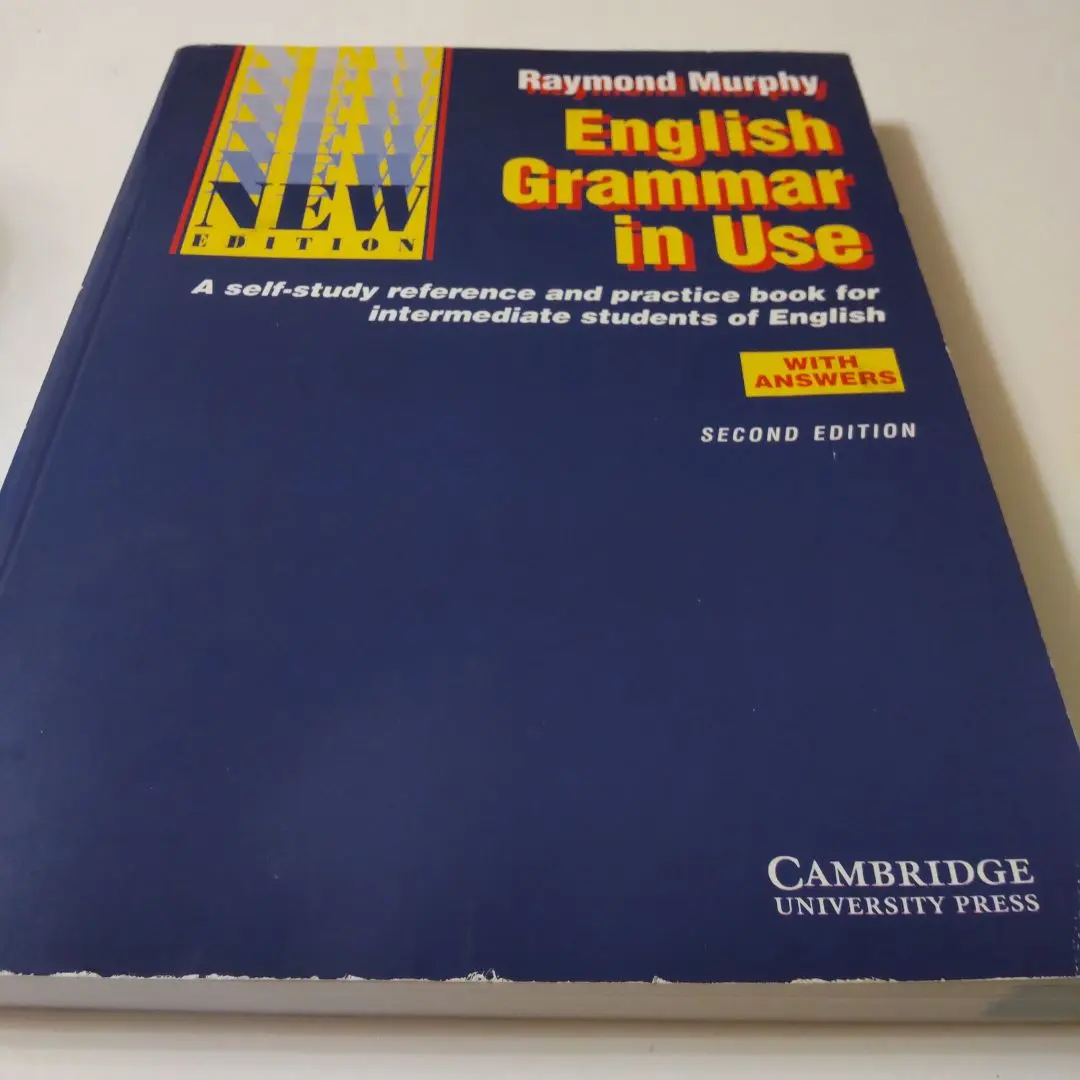 NEW
EDITION
Raymond Murphy
English
Grammar
in Use
A self-study reference and practice book for
intermediate students of English
WITH
ANSWERS
SECOND EDITION
CAMBRIDGE
UNIVERSITY PRESS